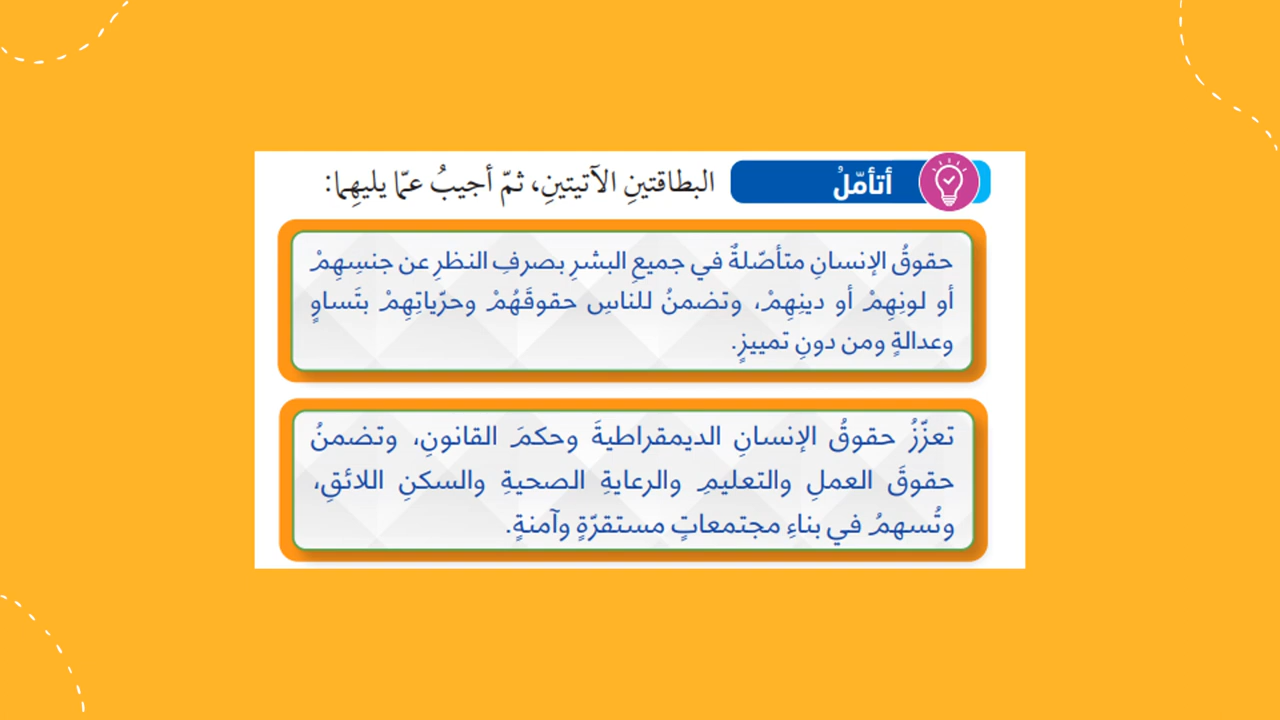 أتأمّلُ البطاقتينِ الآتيتينِ، ثمّ أجيبُ عمّا يليهِما:
حقوقُ الإنسانِ متأصّلةٌ في جميعِ البشرِ بصرفِ النظرِ عن جنسِهِمْ
أو لونِهِمْ أو دينِهِمْ، وتضمنُ للناسِ حقوقَهُمْ وحرّياتِهِمْ بتَساوٍ
وعدالةٍ ومن دونِ تمييزٍ.
تعزّزُ حقوقُ الإنسانِ الديمقراطيةَ وحكمَ القانونِ، وتضمنُ
حقوقَ العملِ والتعليمِ والرعايةِ الصحيةِ والسكنِ اللائقِ،
وتُسهمُ في بناءِ مجتمعاتٍ مستقرّةٍ وآمنةٍ.